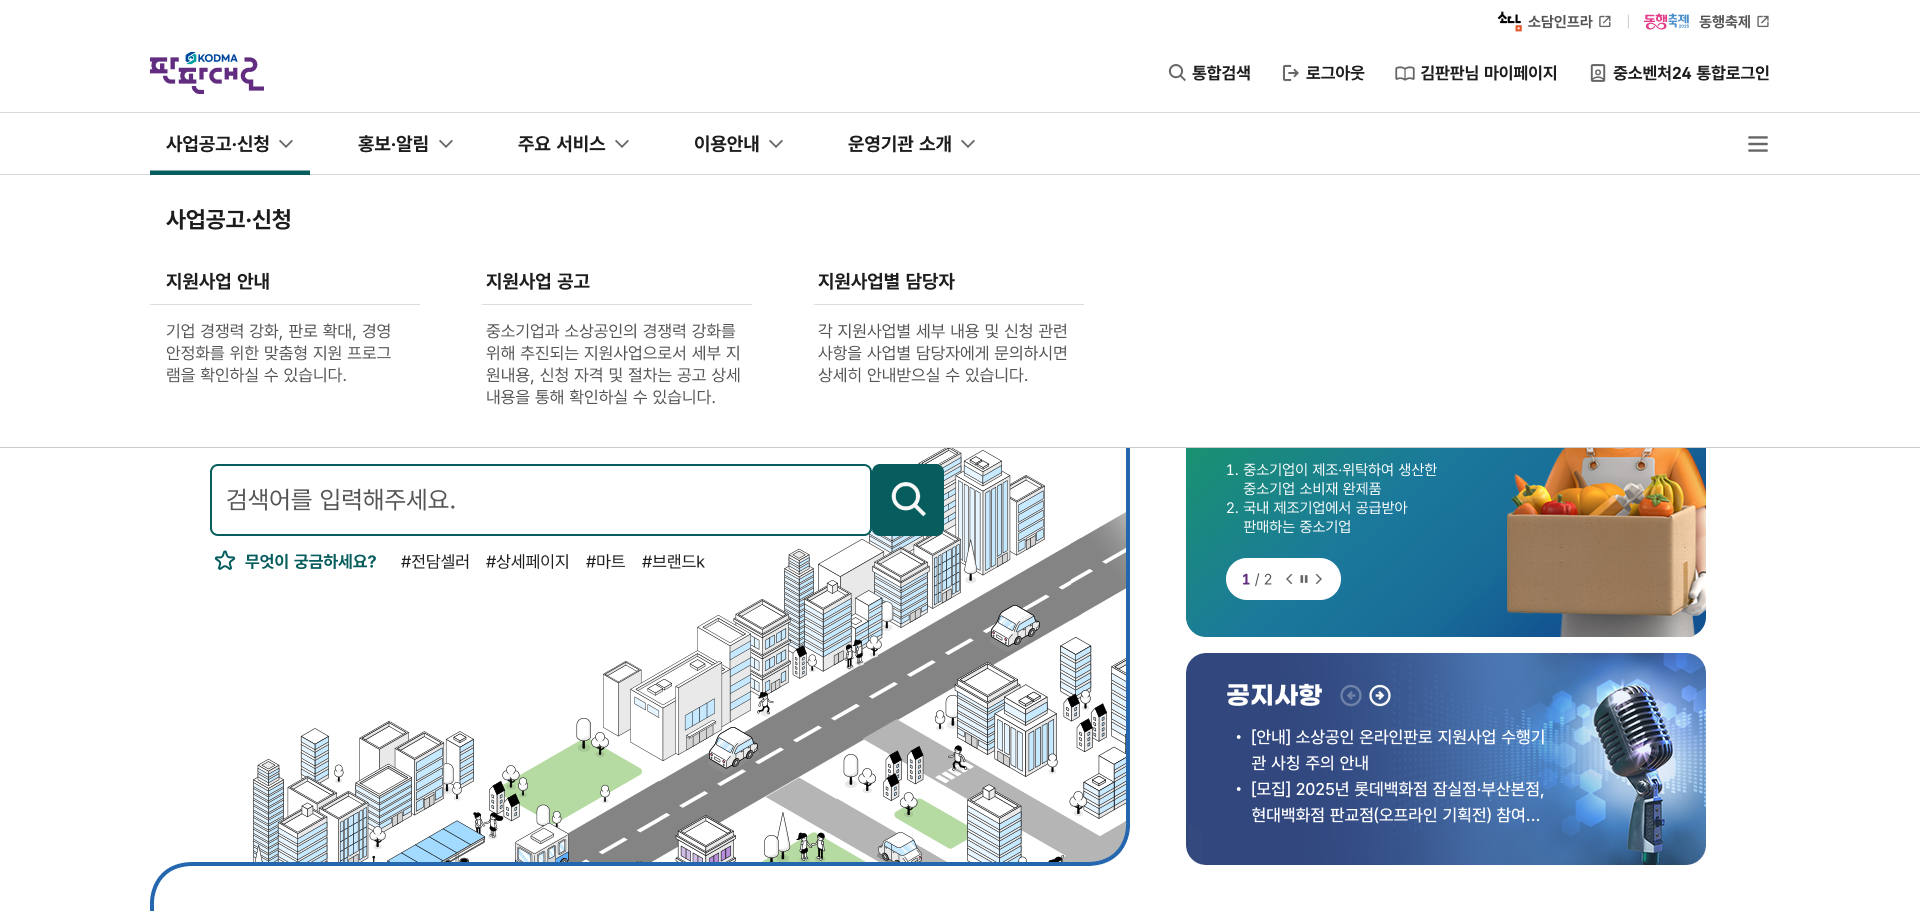 소담 소담인프라
동행축제 2025 동행축제
KODMA
판판대로
통합검색
로그아웃
김판판님 마이페이지
중소벤처24 통합로그인
사업공고·신청
홍보·알림
주요 서비스
이용안내
운영기관 소개
사업공고·신청
지원사업 안내
기업 경쟁력 강화, 판로 확대, 경영
안정화를 위한 맞춤형 지원 프로그
램을 확인하실 수 있습니다.
지원사업 공고
중소기업과 소상공인의 경쟁력 강화를
위해 추진되는 지원사업으로서 세부 지
원내용, 신청 자격 및 절차는 공고 상세
내용을 통해 확인하실 수 있습니다.
지원사업별 담당자
각 지원사업별 세부 내용 및 신청 관련
사항을 사업별 담당자에게 문의하시면
상세히 안내받으실 수 있습니다.
검색어를 입력해주세요.
무엇이 궁금하세요?
#전담셀러 #상세페이지 #마트 #브랜드k
1. 중소기업이 제조·위탁하여 생산한
중소기업 소비재 완제품
2. 국내 제조기업에서 공급받아
판매하는 중소기업
1 / 2
공지사항
• [안내] 소상공인 온라인판로 지원사업 수행기
관 사칭 주의 안내
• [모집] 2025년 롯데백화점 잠실점·부산본점,
현대백화점 판교점(오프라인 기획전) 참여...